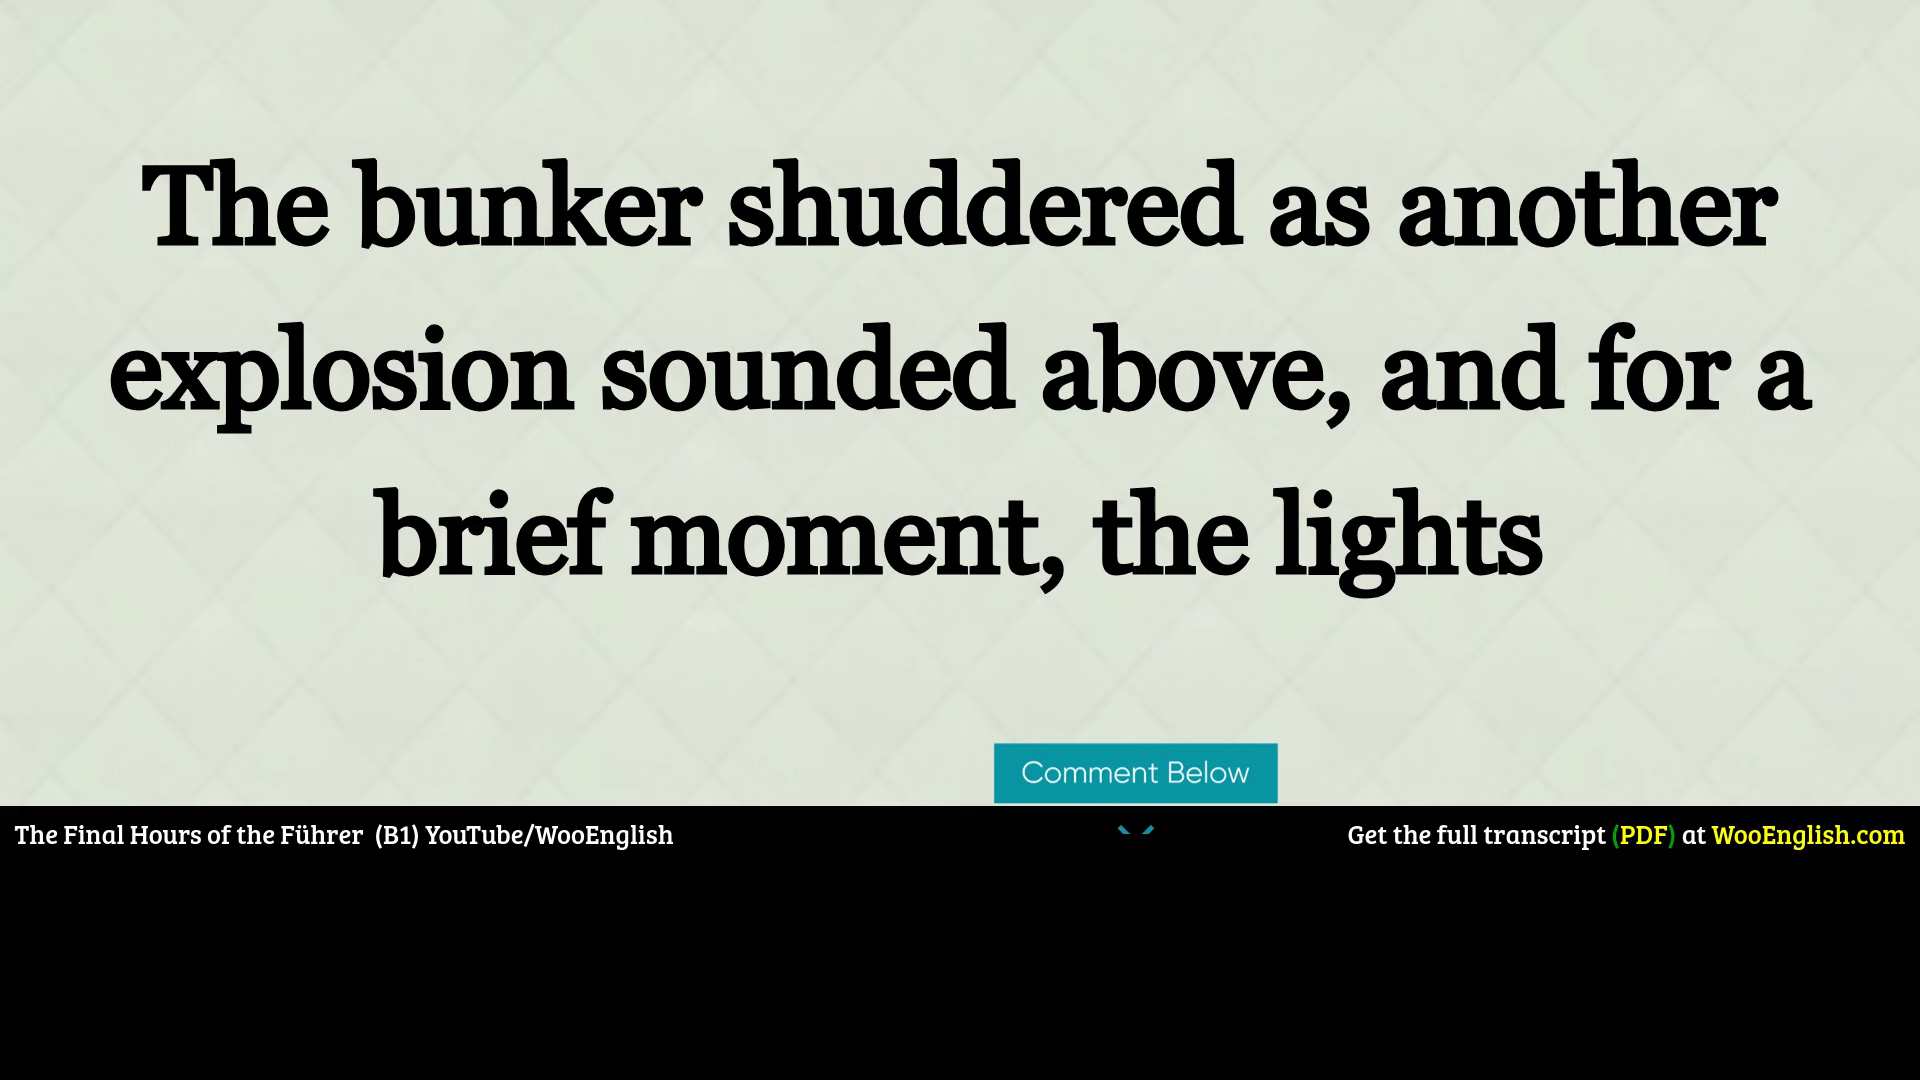 The bunker shuddered as another
explosion sounded above, and for a
brief moment, the lights
Comment Below
The Final Hours of the Führer (B1) YouTube/WooEnglish
Get the full transcript (PDF) at WooEnglish.com